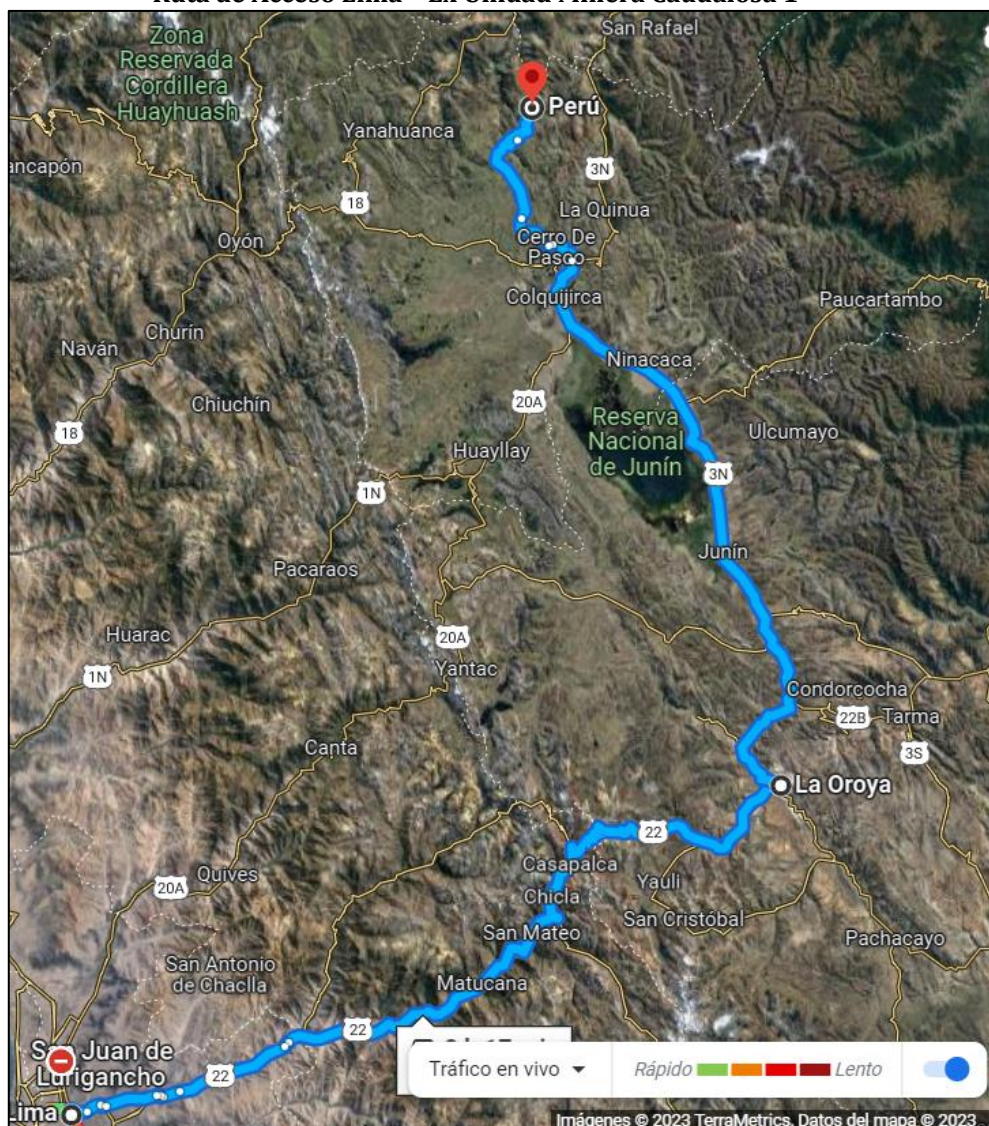 Ruta de Acceso Lima – Ex Unidad Minera Caudalosa 1
Zona
Reservada
Cordillera
Huayhuash
San Rafael
Perú
Yanahuanca
ancapón
3N
18
La Quinua
Oyón
Cerro De
Pasco
Colquijirca
Paucartambo
Churín
Naván
Ninacaca
Chiuchín
20A
Reserva
Nacional
de Junín
18
Ulcumayo
Huayllay
3N
1N
Junín
Pacaraos
Huarac
20A
1N
Yantac
Condorcocha
22B
Tarma
Canta
3S
La Oroya
22
Casapalca
Quives
Yauli
20A
Chicla
San Cristóbal
San Mateo
Pachacayo
San Antonio
de Chaclla
Matucana
22
San Juan de
Lurigancho
22
Tráfico en vivo
Rápido
Lento
Lima
Imágenes © 2023 TerraMetrics, Datos del mapa © 2023